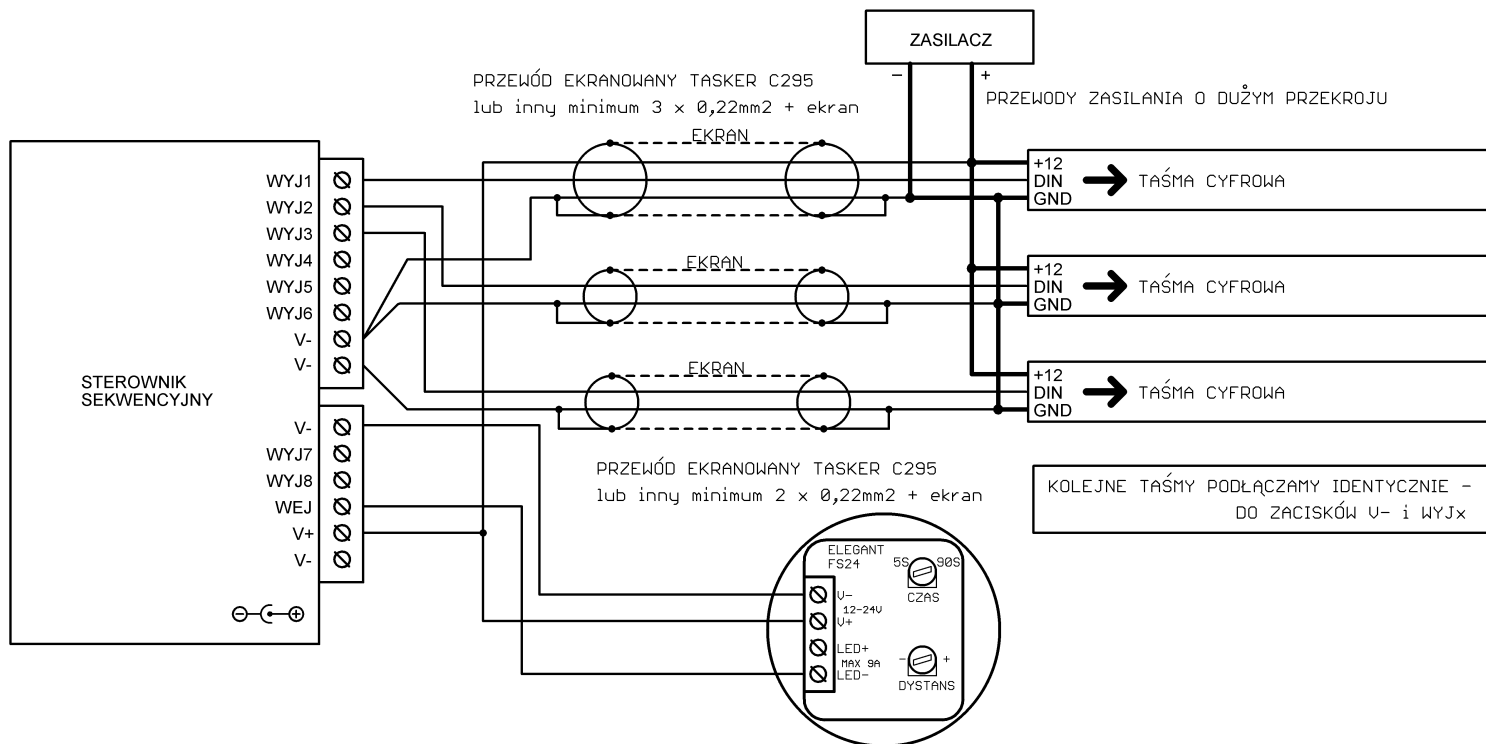 ZASILACZ
- +
PRZEWODY ZASILANIA O DUŻYM PRZEKROJU
PRZEWÓD EKRANOWANY TASKER C295
lub inny minimum 3 x 0,22mm2 + ekran
EKRAN
WYJ1
WYJ2
WYJ3
WYJ4
WYJ5
WYJ6
V-
V-
STEROWNIK
SEKWENCYJNY
V-
WYJ7
WYJ8
WEJ
V+
V-
+12
DIN
GND
TAŚMA CYFROWA
EKRAN
+12
DIN
GND
TAŚMA CYFROWA
EKRAN
+12
DIN
GND
TAŚMA CYFROWA
PRZEWÓD EKRANOWANY TASKER C295
lub inny minimum 2 x 0,22mm2 + ekran
KOLEJNE TAŚMY PODŁĄCZAMY IDENTYCZNIE -
DO ZACISKÓW V- i WYJx
ELEGANT
FS24
5S 90S
CZAS
V-
12-24V
V+
LED+
MAX 9A
LED-
- +
DYSTANS